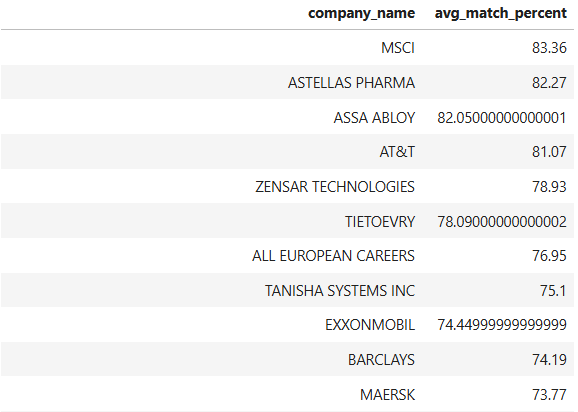 company_name avg_match_percent
MSCI 83.36
ASTELLAS PHARMA 82.27
ASSA ABLOY 82.05000000000001
AT&T 81.07
ZENSAR TECHNOLOGIES 78.93
TIETOEVRY 78.09000000000002
ALL EUROPEAN CAREERS 76.95
TANISHA SYSTEMS INC 75.1
EXXONMOBIL 74.44999999999999
BARCLAYS 74.19
MAERSK 73.77